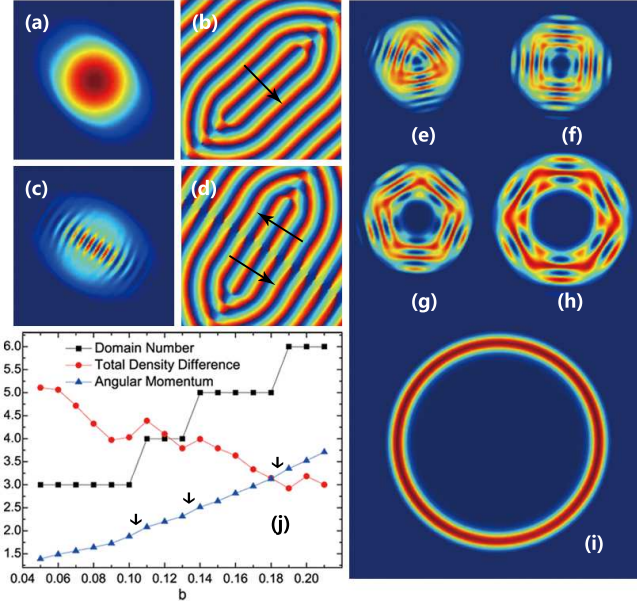 (a)
(b)
(c)
(d)
(e)
(f)
(g)
(h)
(i)
6.0
5.5
5.0
4.5
4.0
3.5
3.0
2.5
2.0
1.5
Domain Number
Total Density Difference
Angular Momentum
(j)
0.04 0.06 0.08 0.10 0.12 0.14 0.16 0.18 0.20
b